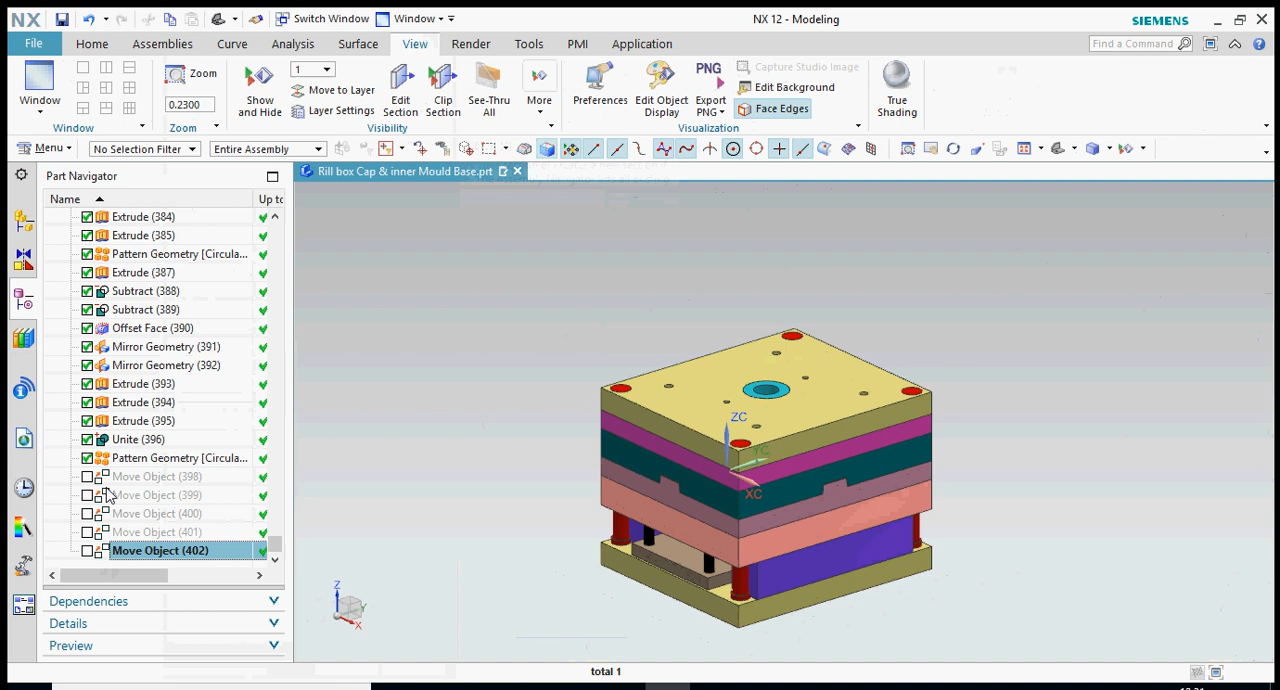 NX Switch Window Window NX 12 - Modeling SIEMENS
File Home Assemblies Curve Analysis Surface View Render Tools PMI Application Find a Command
Window Zoom 0.2300 Show and Hide 1 Move to Layer Layer Settings Edit Section Clip Section See-Thru All More Preferences Edit Object Display PNG Export PNG Capture Studio Image Edit Background Face Edges True Shading
Window Zoom Visibility Visualization
Menu No Selection Filter Entire Assembly
Part Navigator
Rill box Cap & inner Mould Base.prt
Name Up to
Extrude (384)
Extrude (385)
Pattern Geometry [Circula...
Extrude (387)
Subtract (388)
Subtract (389)
Offset Face (390)
Mirror Geometry (391)
Mirror Geometry (392)
Extrude (393)
Extrude (394)
Extrude (395)
Unite (396)
Pattern Geometry [Circula...
Move Object (398)
Move Object (399)
Move Object (400)
Move Object (401)
Move Object (402)
ZC
YC
XC
Z
Y
X
Dependencies
Details
Preview
total 1